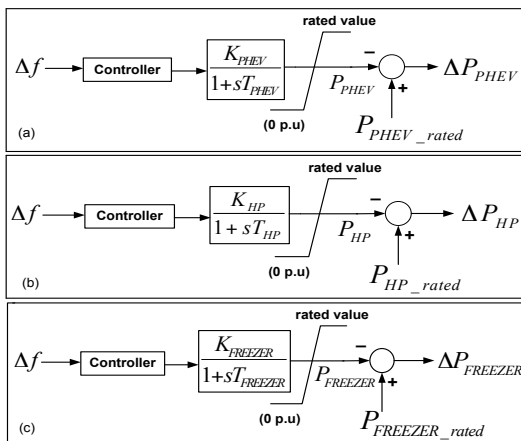 rated value
Δf
Controller
K_PHEV
1+sT_PHEV
P_PHEV
−
ΔP_PHEV
+
(0 p.u)
P_PHEV_rated
(a)
rated value
Δf
Controller
K_HP
1 + sT_HP
P_HP
−
ΔP_HP
+
(0 p.u)
P_HP_rated
(b)
rated value
Δf
Controller
K_FREEZER
1+sT_FREEZER
P_FREEZER
−
ΔP_FREEZER
+
(0 p.u)
P_FREEZER_rated
(c)